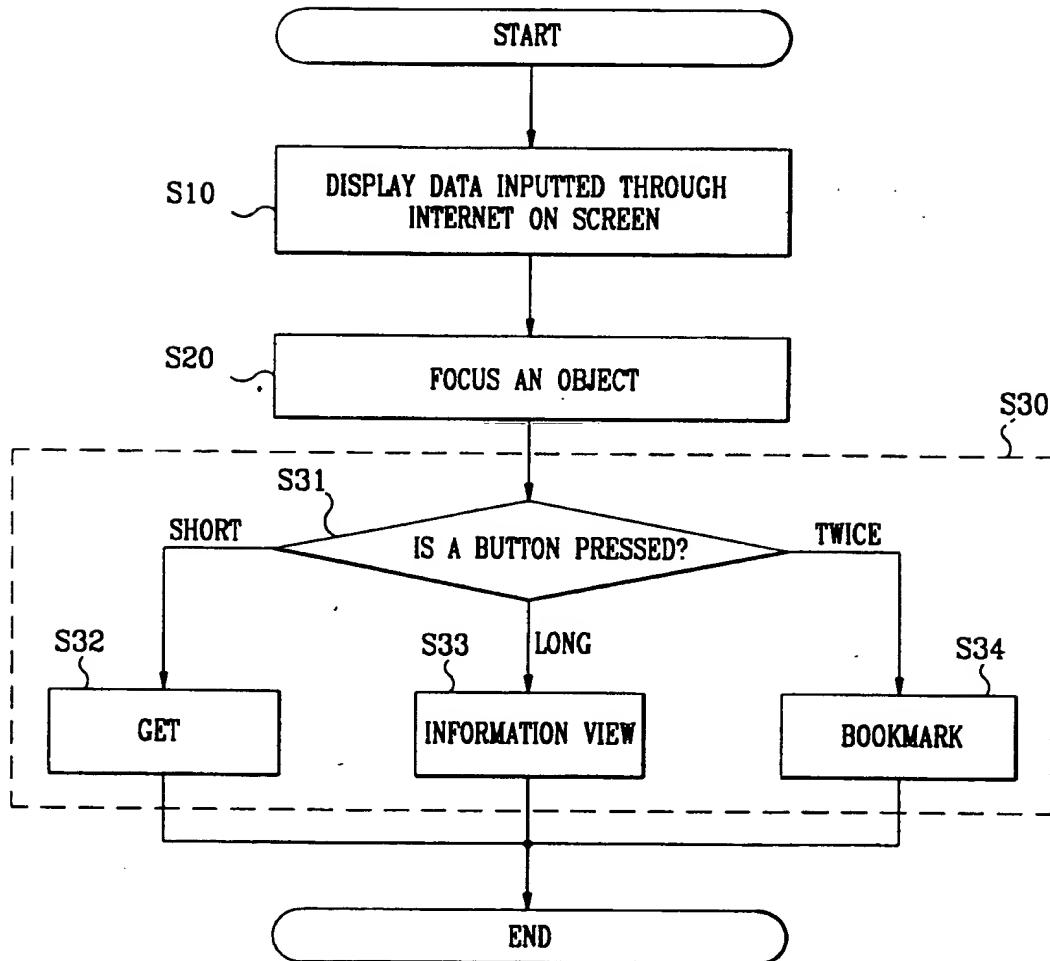 START
S10
DISPLAY DATA INPUTTED THROUGH
INTERNET ON SCREEN
S20
FOCUS AN OBJECT
S30
S31
SHORT
IS A BUTTON PRESSED?
TWICE
S32
S33
LONG
S34
GET
INFORMATION VIEW
BOOKMARK
END